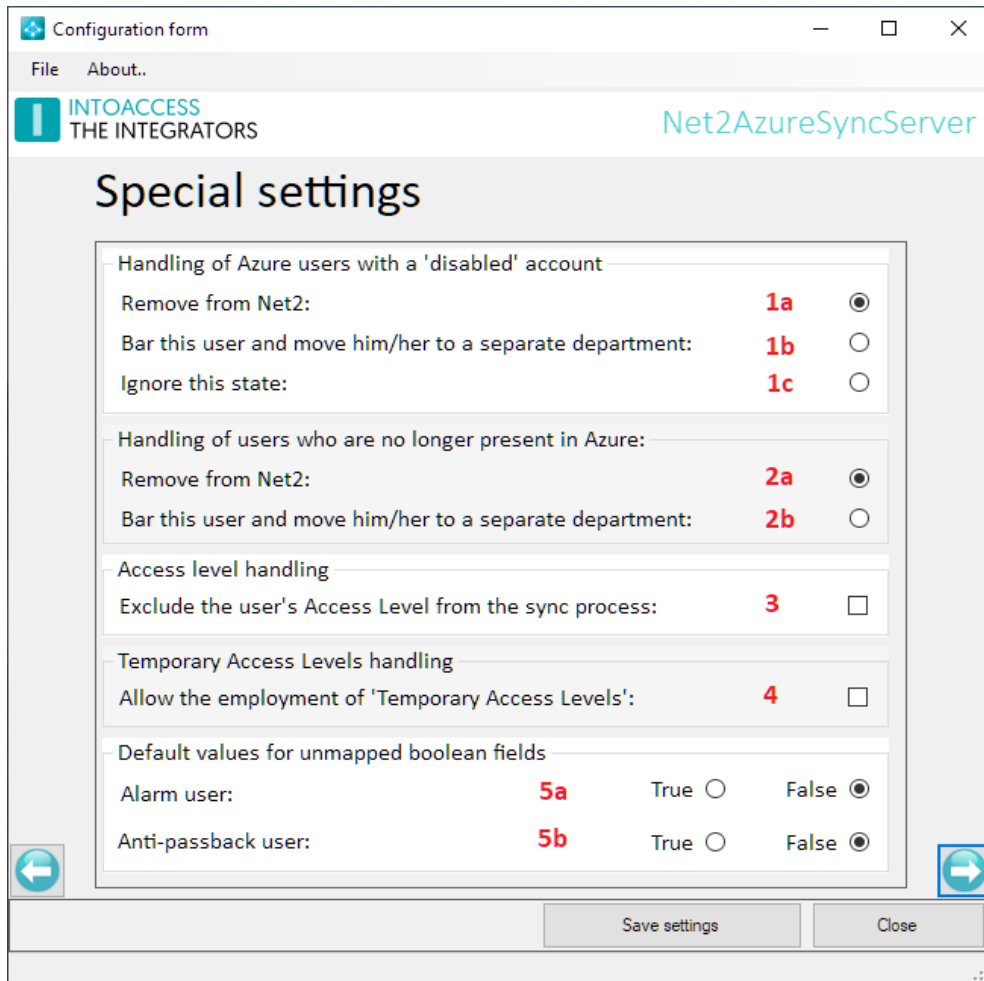 Configuration form
File About..
INTOACCESS
THE INTEGRATORS
Net2AzureSyncServer
Special settings
Handling of Azure users with a 'disabled' account
Remove from Net2: 1a
Bar this user and move him/her to a separate department: 1b
Ignore this state: 1c
Handling of users who are no longer present in Azure:
Remove from Net2: 2a
Bar this user and move him/her to a separate department: 2b
Access level handling
Exclude the user's Access Level from the sync process: 3
Temporary Access Levels handling
Allow the employment of 'Temporary Access Levels': 4
Default values for unmapped boolean fields
Alarm user: 5a True False
Anti-passback user: 5b True False
Save settings Close